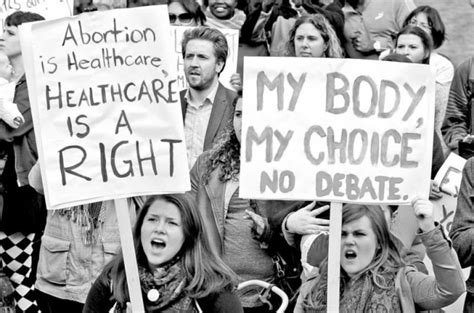 Abortion
is Healthcare,
HEALTHCARE
IS A
RIGHT
MY BODY,
MY CHOICE
NO DEBATE.